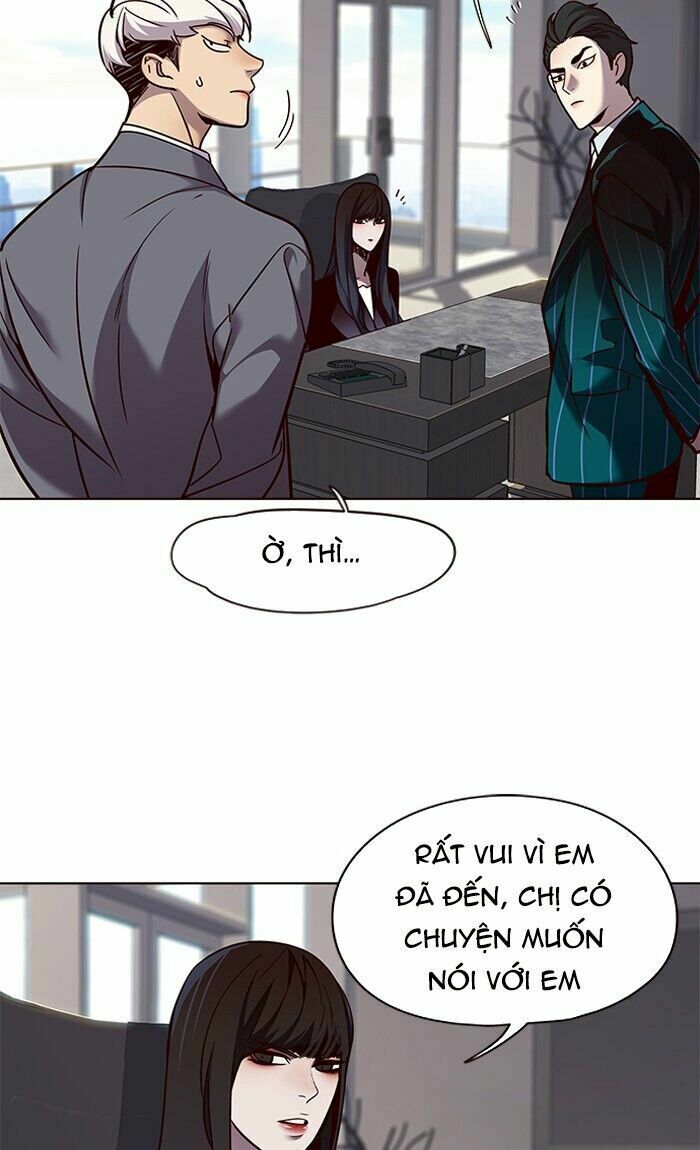 Ờ, THÌ...
RẤT VUI VÌ EM
ĐÃ ĐẾN, CHỊ CÓ
CHUYỆN MUỐN
NÓI VỚI EM